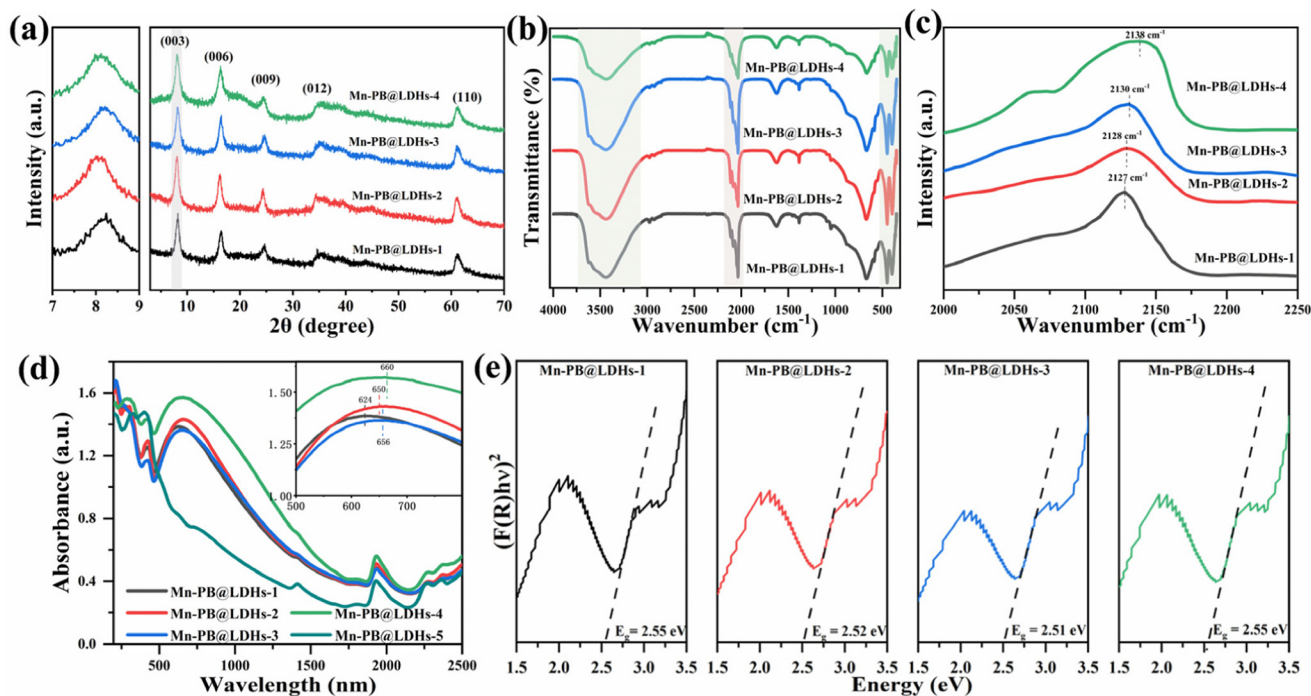 (a)
Intensity (a.u.)
(003)
(006)
(009)
(012)
(110)
Mn-PB@LDHs-4
Mn-PB@LDHs-3
Mn-PB@LDHs-2
Mn-PB@LDHs-1
7 8 9 10 20 30 40 50 60 70
2θ (degree)
(b)
Transmittance (%)
Mn-PB@LDHs-4
Mn-PB@LDHs-3
Mn-PB@LDHs-2
Mn-PB@LDHs-1
4000 3500 3000 2500 2000 1500 1000 500
Wavenumber (cm⁻¹)
(c)
Intensity (a.u.)
2138 cm⁻¹
Mn-PB@LDHs-4
2130 cm⁻¹
Mn-PB@LDHs-3
2128 cm⁻¹
Mn-PB@LDHs-2
2127 cm⁻¹
Mn-PB@LDHs-1
2000 2050 2100 2150 2200 2250
Wavenumber (cm⁻¹)
(d)
Absorbance (a.u.)
1.6
1.2
0.8
0.4
0.0
1.50
1.25
1.00
660
650
624
656
500 600 700
Mn-PB@LDHs-1
Mn-PB@LDHs-2
Mn-PB@LDHs-3
Mn-PB@LDHs-4
Mn-PB@LDHs-5
500 1000 1500 2000 2500
Wavelength (nm)
(e)
(F(R)hν)²
Mn-PB@LDHs-1
E_g = 2.55 eV
1.5 2.0 2.5 3.0 3.5
Mn-PB@LDHs-2
E_g = 2.52 eV
1.5 2.0 2.5 3.0 3.5
Mn-PB@LDHs-3
E_g = 2.51 eV
1.5 2.0 2.5 3.0 3.5
Mn-PB@LDHs-4
E_g = 2.55 eV
1.5 2.0 2.5 3.0 3.5
Energy (eV)